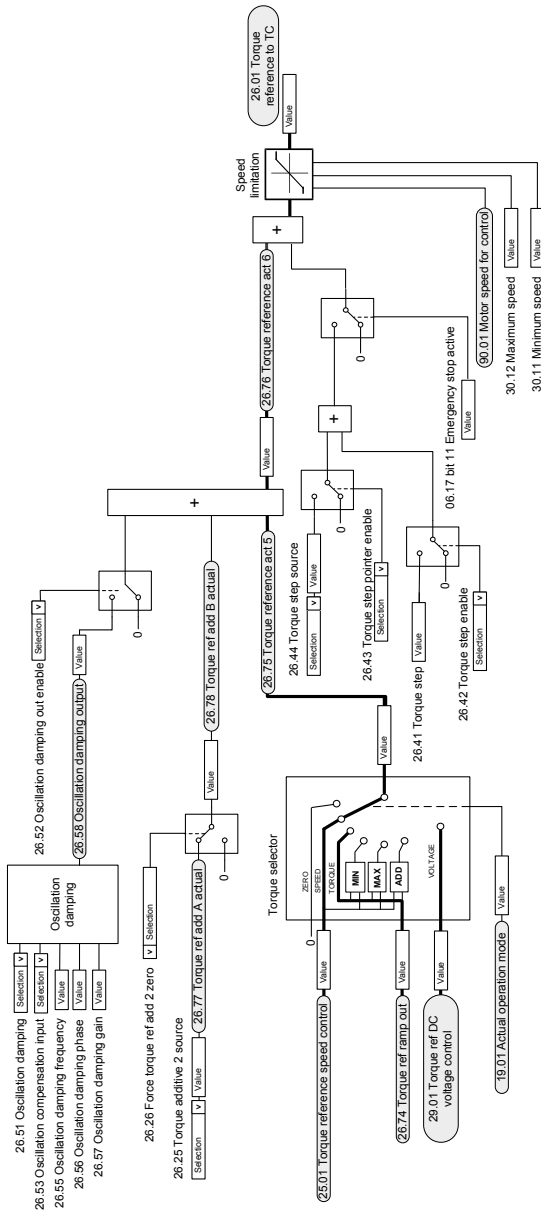 26.51 Oscillation damping
Selection v
26.53 Oscillation compensation input
Selection v
26.55 Oscillation damping frequency
Value
26.56 Oscillation damping phase
Value
26.57 Oscillation damping gain
Value
Oscillation
damping
26.52 Oscillation damping out enable
Selection v
26.58 Oscillation damping output
Value
0
26.26 Force torque ref add 2 zero
v Selection
26.25 Torque additive 2 source
Selection v Value
26.77 Torque ref add A actual
0
Value
26.78 Torque ref add B actual
+
26.75 Torque reference act 5
Value
26.76 Torque reference act 6
+
Speed
limitation
Value
26.01 Torque
reference to TC
Torque selector
0
ZERO
SPEED
TORQUE
MIN
MAX
ADD
VOLTAGE
Value
25.01 Torque reference speed control
Value
26.74 Torque ref ramp out
Value
29.01 Torque ref DC
voltage control
Value
19.01 Actual operation mode
Value
26.44 Torque step source
Selection v Value
0
26.43 Torque step pointer enable
Selection v
26.41 Torque step
Value
0
26.42 Torque step enable
Selection v
+
0
06.17 bit 11 Emergency stop active
Value
90.01 Motor speed for control
30.12 Maximum speed
Value
30.11 Minimum speed
Value